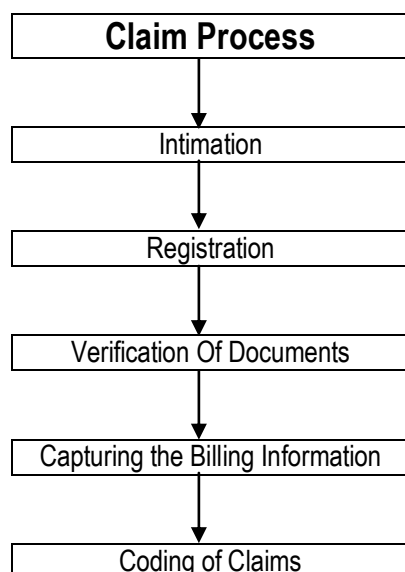 Claim Process
Intimation
Registration
Verification Of Documents
Capturing the Billing Information
Coding of Claims